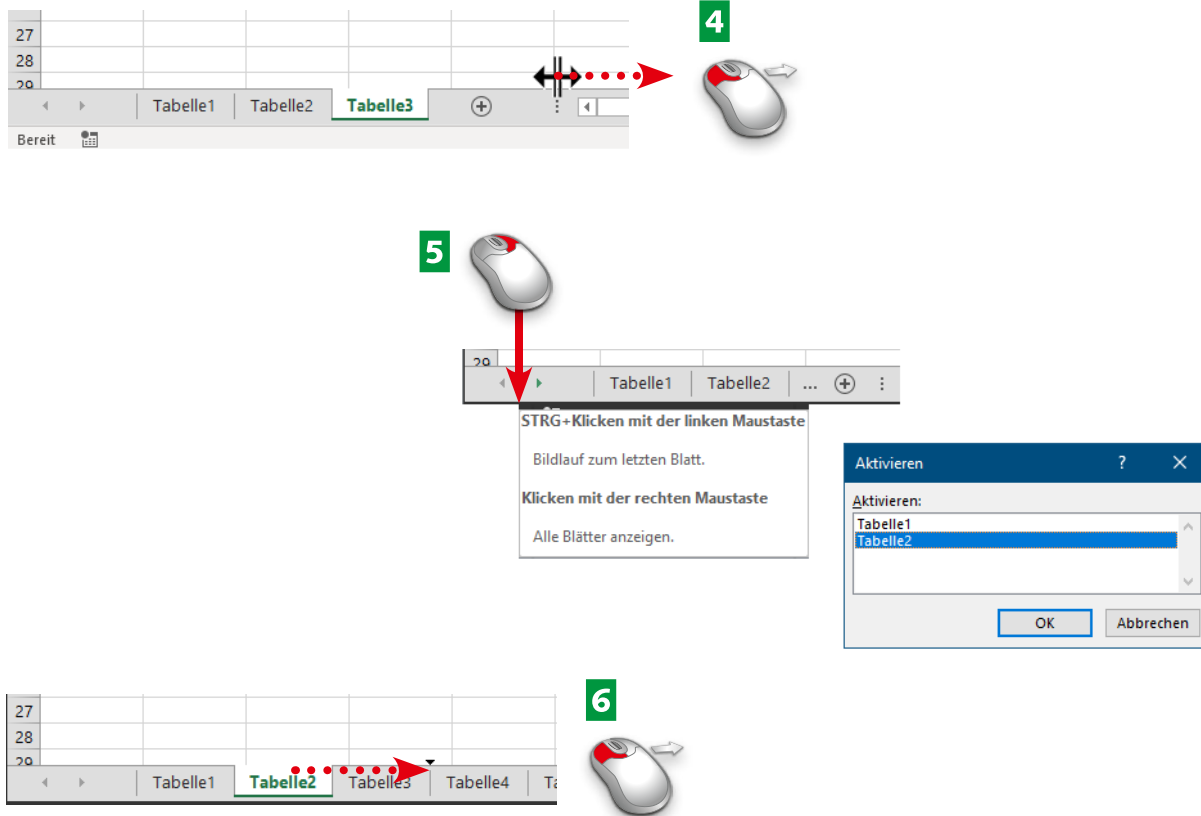 4
27
28
29
Tabelle1 Tabelle2 Tabelle3
Bereit
5
29
Tabelle1 Tabelle2 ...
STRG+Klicken mit der linken Maustaste
Bildlauf zum letzten Blatt.
Klicken mit der rechten Maustaste
Alle Blätter anzeigen.
Aktivieren ?
Aktivieren:
Tabelle1
Tabelle2
OK Abbrechen
6
27
28
29
Tabelle1 Tabelle2 Tabelle3 Tabelle4 Ta